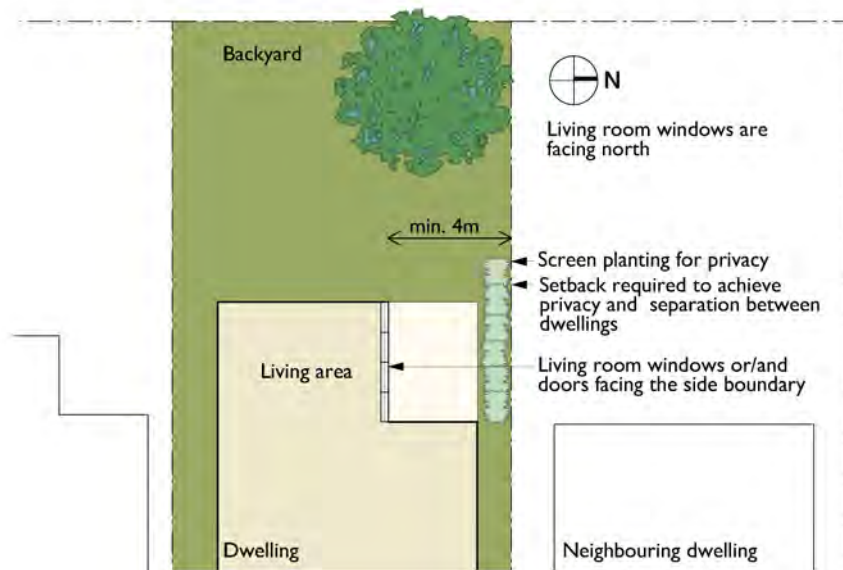 Backyard
N
Living room windows are
facing north
min. 4m
Screen planting for privacy
Setback required to achieve
privacy and separation between
dwellings
Living area
Living room windows or/and
doors facing the side boundary
Dwelling
Neighbouring dwelling